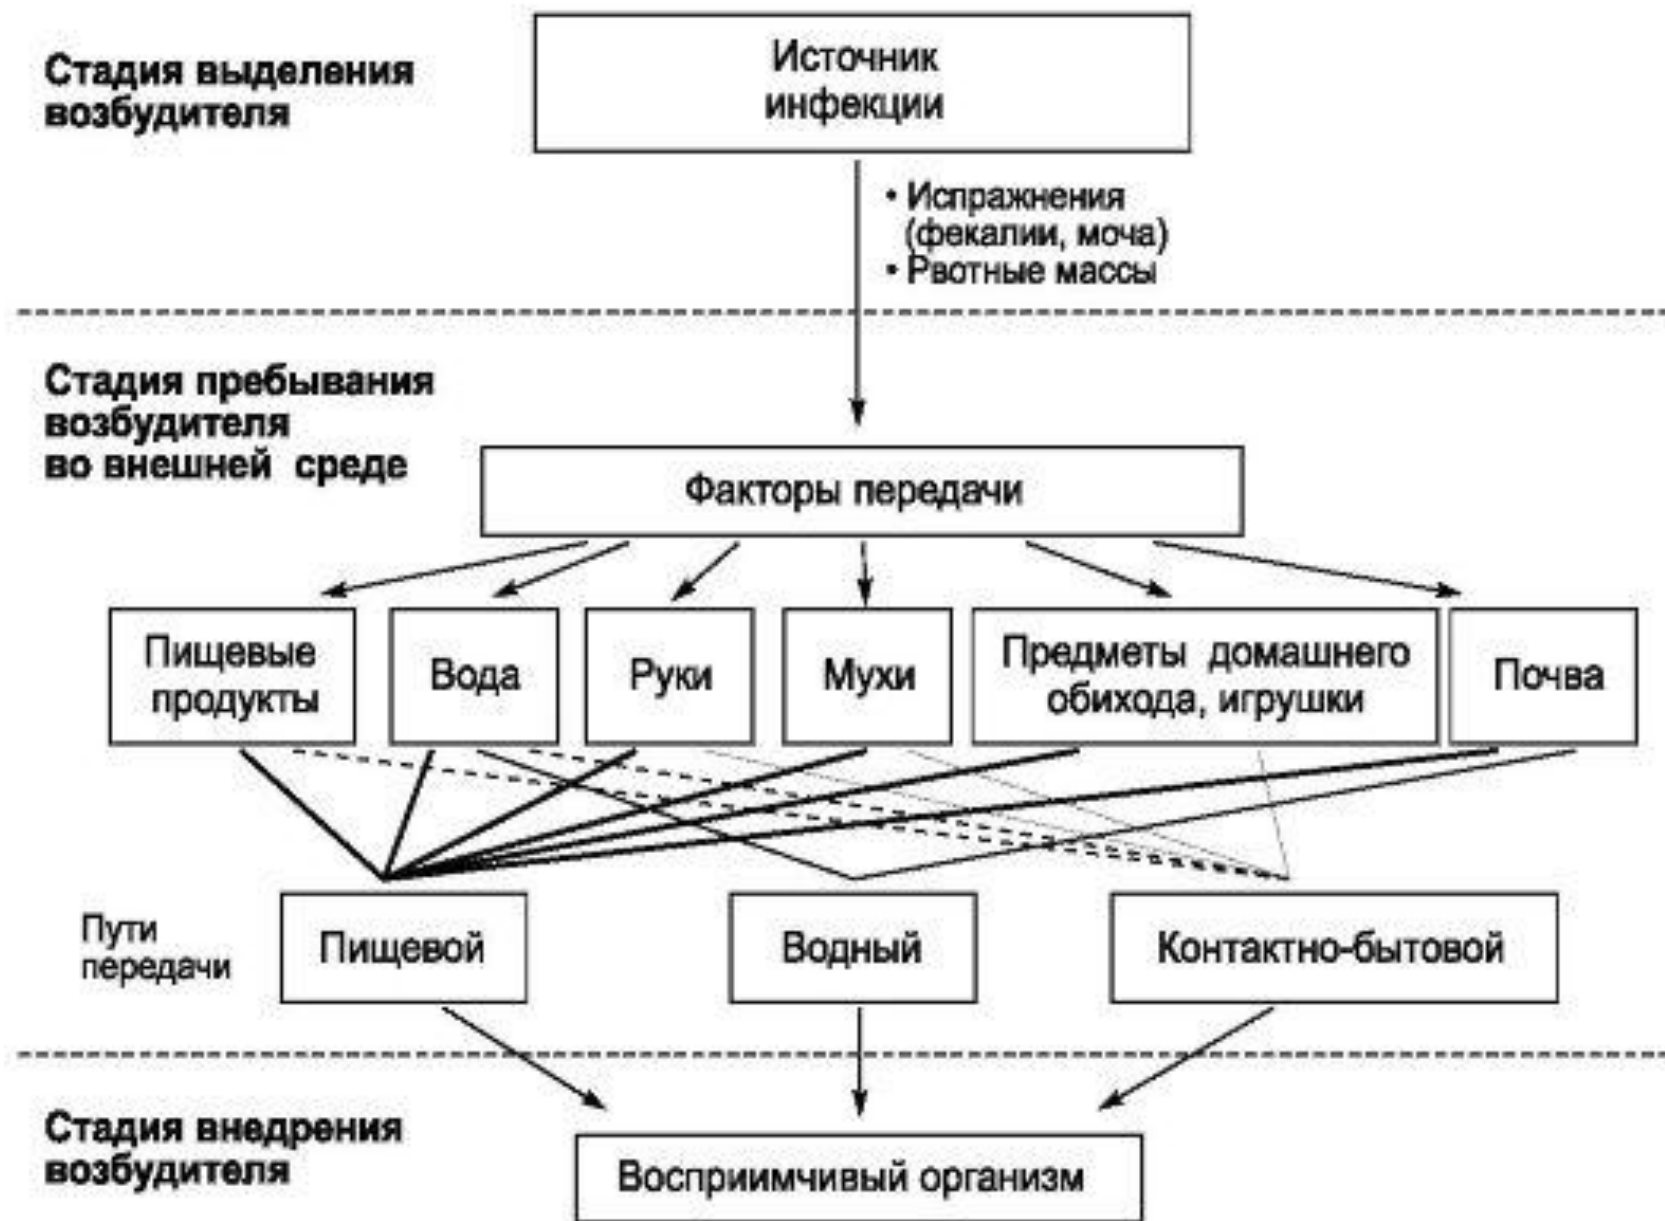 Стадия выделения
возбудителя
Источник
инфекции
• Испражнения
(фекалии, моча)
• Рвотные массы
Стадия пребывания
возбудителя
во внешней среде
Факторы передачи
Пищевые
продукты
Вода
Руки
Мухи
Предметы домашнего
обихода, игрушки
Почва
Пути
передачи
Пищевой
Водный
Контактно-бытовой
Стадия внедрения
возбудителя
Восприимчивый организм